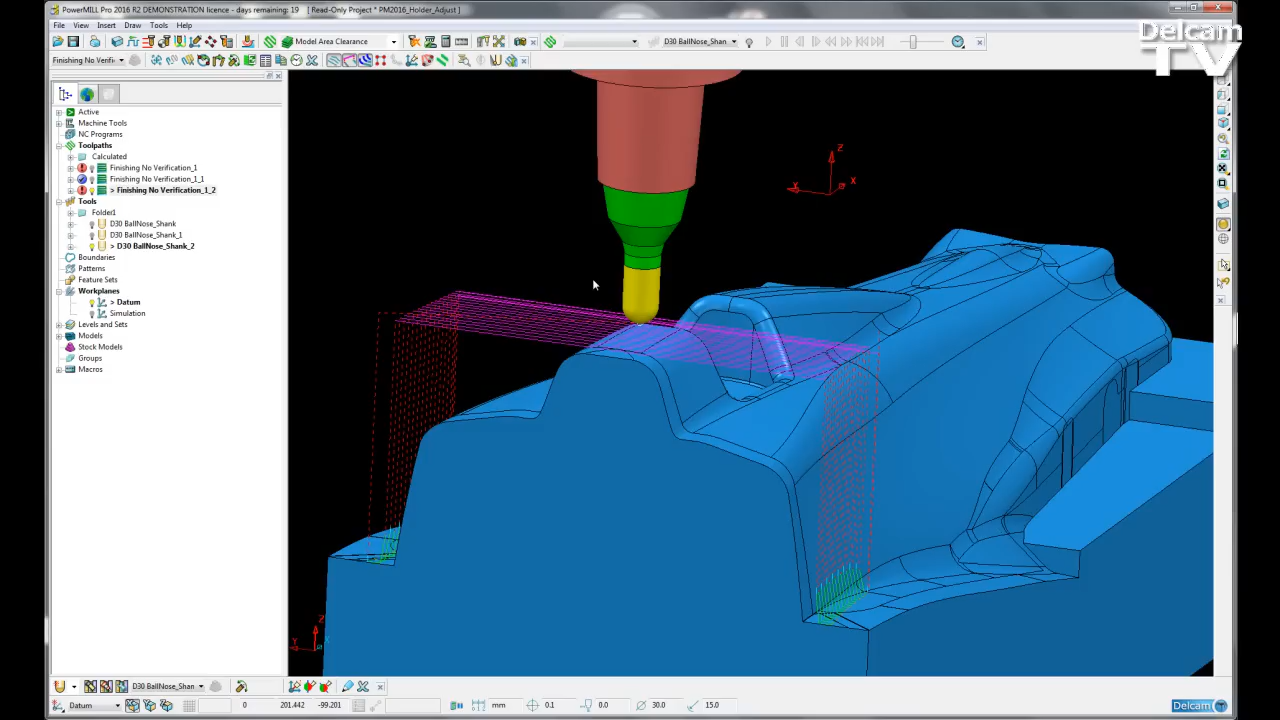 PowerMILL Pro 2016 R2 DEMONSTRATION licence - days remaining: 19 [ Read-Only Project * PM2016_Holder_Adjust ]
Delcam
TV
File View Insert Draw Tools Help
Model Area Clearance
D30 BallNose_Shan
Finishing No Verific
Active
Machine Tools
NC Programs
Toolpaths
Calculated
Finishing No Verification_1
Finishing No Verification_1_1
> Finishing No Verification_1_2
Tools
Folder1
D30 BallNose_Shank
D30 BallNose_Shank_1
> D30 BallNose_Shank_2
Boundaries
Patterns
Feature Sets
Workplanes
> Datum
Simulation
Levels and Sets
Models
Stock Models
Groups
Macros
Z
Y
X
Z
Y
X
D30 BallNose_Shan
Datum
0
201.442
-99.201
mm
0.1
0.0
30.0
15.0
Delcam